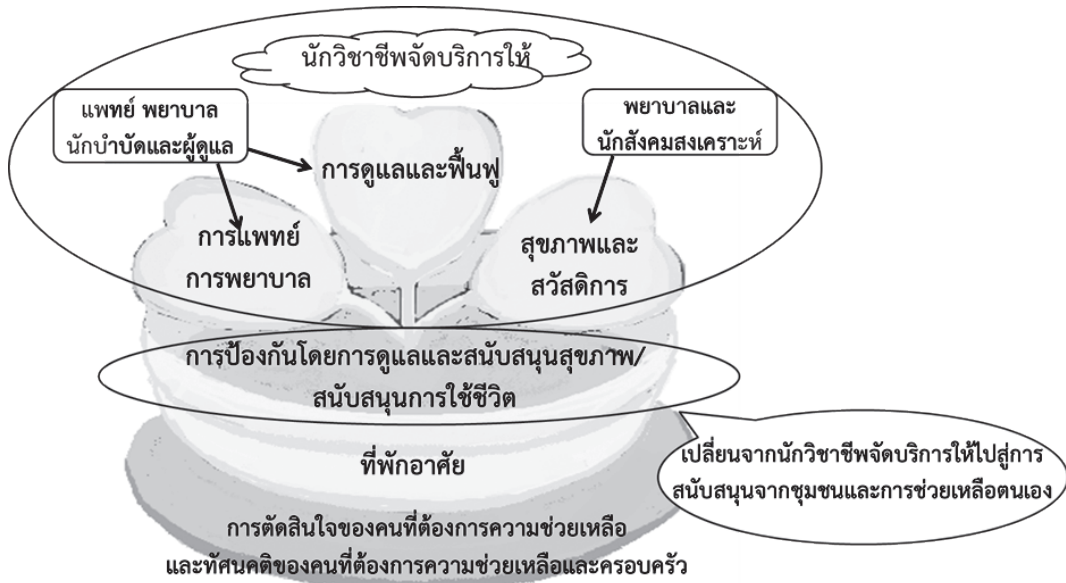 นักวิชาชีพจัดบริการให้
แพทย์ พยาบาล
นักบำบัดและผู้ดูแล
พยาบาลและ
นักสังคมสงเคราะห์
การดูแลและฟื้นฟู
การแพทย์
การพยาบาล
สุขภาพและ
สวัสดิการ
การป้องกันโดยการดูแลและสนับสนุนสุขภาพ/
สนับสนุนการใช้ชีวิต
ที่พักอาศัย
เปลี่ยนจากนักวิชาชีพจัดบริการให้ไปสู่การ
สนับสนุนจากชุมชนและการช่วยเหลือตนเอง
การตัดสินใจของคนที่ต้องการความช่วยเหลือ
และทัศนคติของคนที่ต้องการความช่วยเหลือและครอบครัว